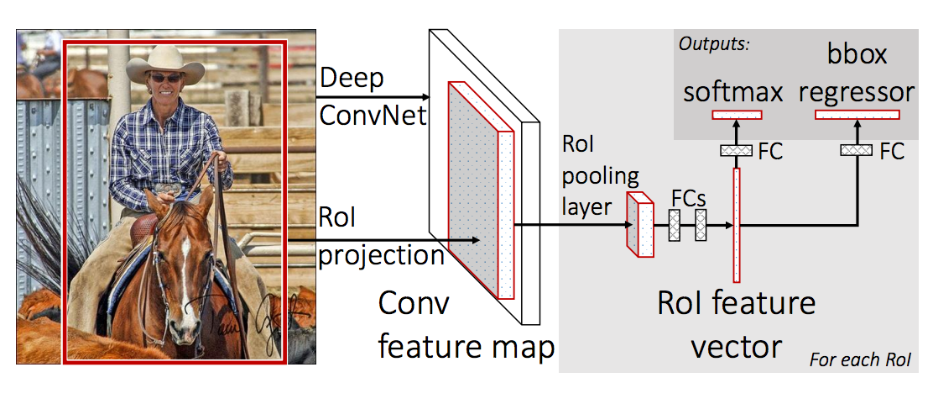 Deep
ConvNet
RoI
projection
Conv
feature map
RoI
pooling
layer
FCs
RoI feature
vector
For each RoI
Outputs:
softmax
bbox
regressor
FC
FC